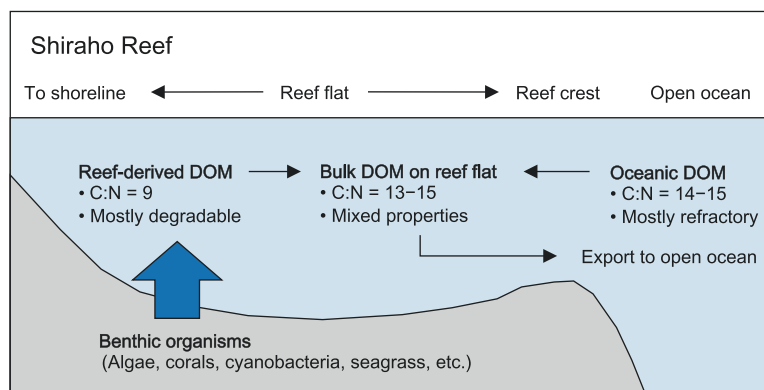 Shiraho Reef
To shoreline
Reef flat
Reef crest
Open ocean
Reef-derived DOM
• C:N = 9
• Mostly degradable
Bulk DOM on reef flat
• C:N = 13−15
• Mixed properties
Oceanic DOM
• C:N = 14−15
• Mostly refractory
Export to open ocean
Benthic organisms
(Algae, corals, cyanobacteria, seagrass, etc.)